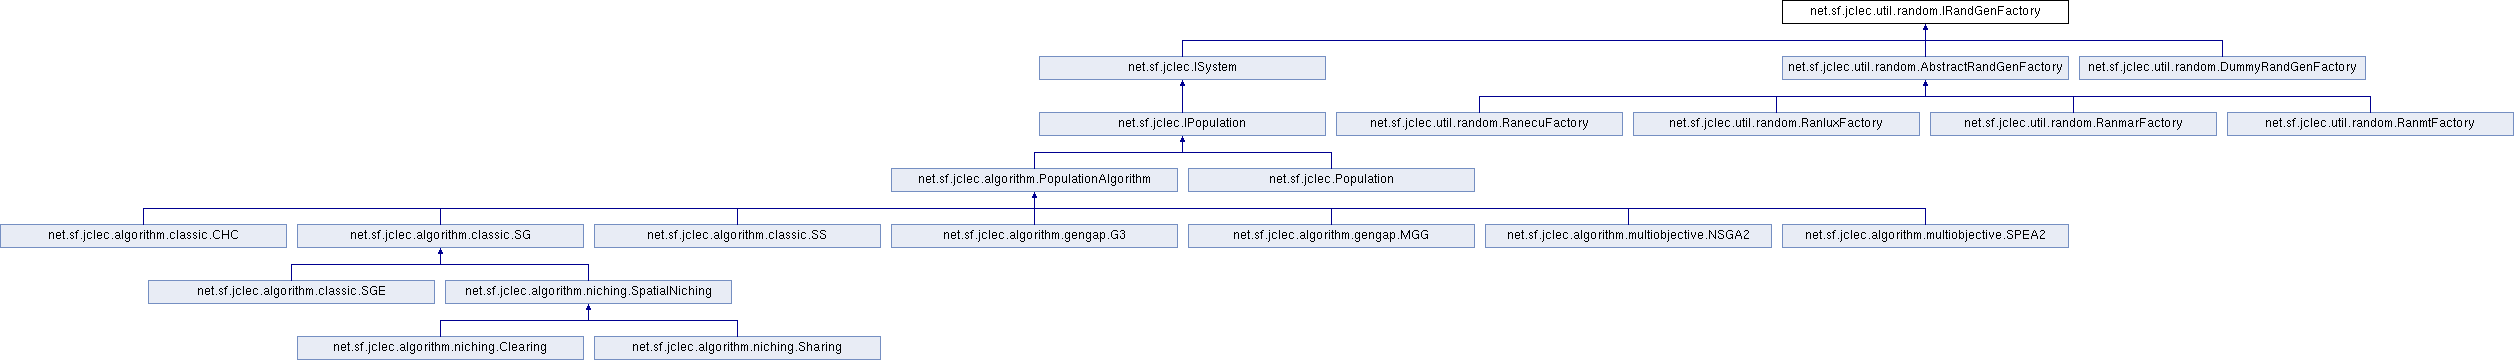 net.sf.jclec.util.random.IRandGenFactory
net.sf.jclec.ISystem
net.sf.jclec.util.random.AbstractRandGenFactory
net.sf.jclec.util.random.DummyRandGenFactory
net.sf.jclec.IPopulation
net.sf.jclec.util.random.RanecuFactory
net.sf.jclec.util.random.RanluxFactory
net.sf.jclec.util.random.RanmarFactory
net.sf.jclec.util.random.RanmtFactory
net.sf.jclec.algorithm.PopulationAlgorithm
net.sf.jclec.Population
net.sf.jclec.algorithm.classic.CHC
net.sf.jclec.algorithm.classic.SG
net.sf.jclec.algorithm.classic.SS
net.sf.jclec.algorithm.gengap.G3
net.sf.jclec.algorithm.gengap.MGG
net.sf.jclec.algorithm.multiobjective.NSGA2
net.sf.jclec.algorithm.multiobjective.SPEA2
net.sf.jclec.algorithm.classic.SGE
net.sf.jclec.algorithm.niching.SpatialNiching
net.sf.jclec.algorithm.niching.Clearing
net.sf.jclec.algorithm.niching.Sharing